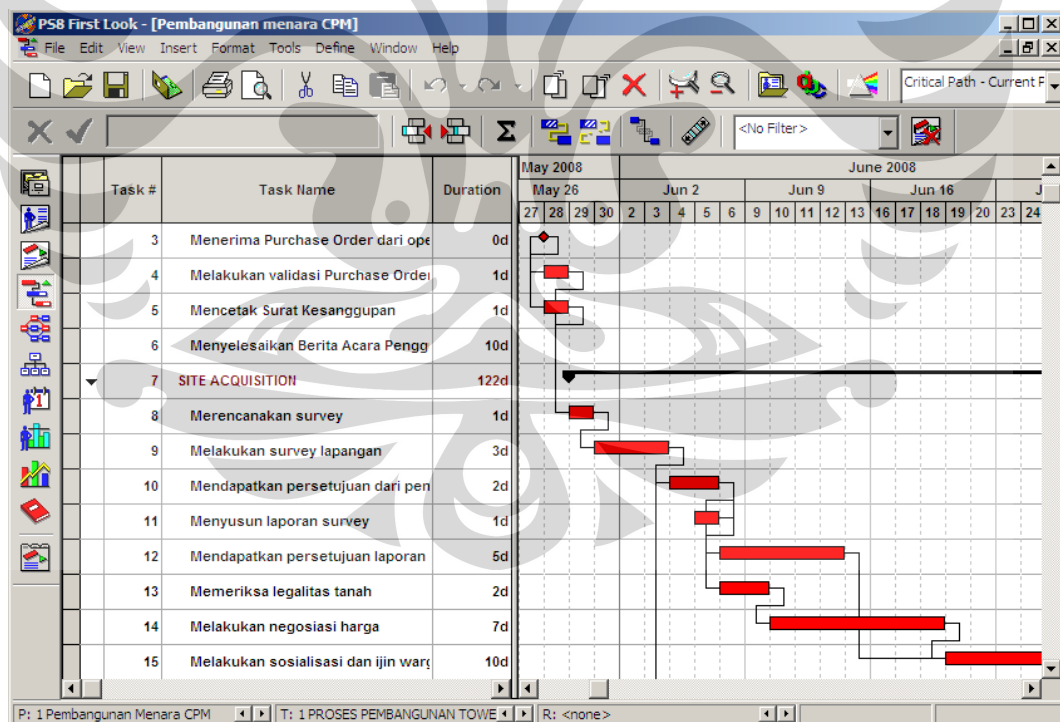 PS8 First Look - [Pembangunan menara CPM]
File Edit View Insert Format Tools Define Window Help
Critical Path - Current P
<No Filter>
Task # Task Name Duration
May 2008 June 2008
May 26 Jun 2 Jun 9 Jun 16 J
27 28 29 30 2 3 4 5 6 9 10 11 12 13 16 17 18 19 20 23 24
3 Menerima Purchase Order dari ope 0d
4 Melakukan validasi Purchase Order 1d
5 Mencetak Surat Kesanggupan 1d
6 Menyelesaikan Berita Acara Pengg 10d
7 SITE ACQUISITION 122d
8 Merencanakan survey 1d
9 Melakukan survey lapangan 3d
10 Mendapatkan persetujuan dari pen 2d
11 Menyusun laporan survey 1d
12 Mendapatkan persetujuan laporan 5d
13 Memeriksa legalitas tanah 2d
14 Melakukan negosiasi harga 7d
15 Melakukan sosialisasi dan ijin warg 10d
P: 1 Pembangunan Menara CPM T: 1 PROSES PEMBANGUNAN TOWE R: <none>